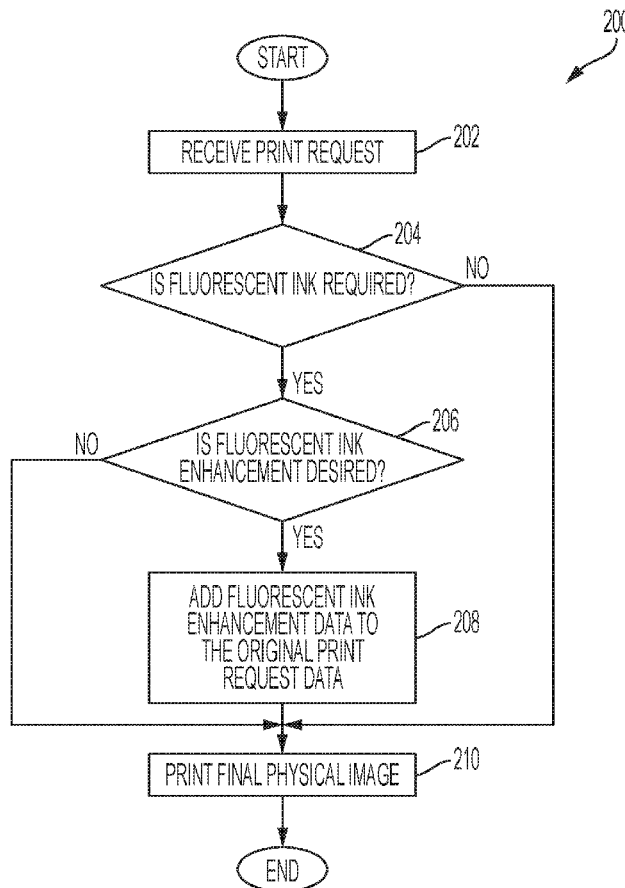 200
START
RECEIVE PRINT REQUEST
202
204
IS FLUORESCENT INK REQUIRED?
NO
YES
206
NO
IS FLUORESCENT INK
ENHANCEMENT DESIRED?
YES
ADD FLUORESCENT INK
ENHANCEMENT DATA TO
THE ORIGINAL PRINT
REQUEST DATA
208
PRINT FINAL PHYSICAL IMAGE
210
END